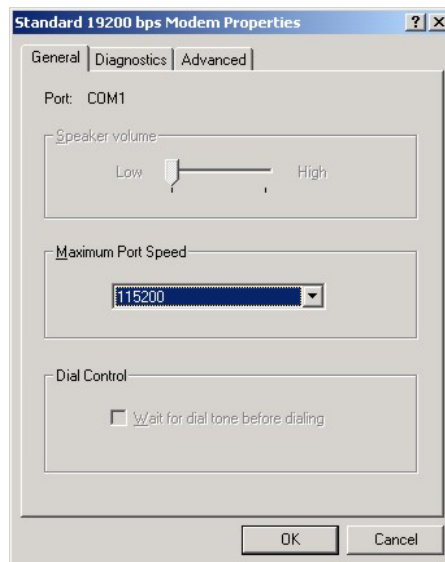 Standard 19200 bps Modem Properties
General Diagnostics Advanced
Port: COM1
Speaker volume
Low High
Maximum Port Speed
115200
Dial Control
Wait for dial tone before dialing
OK Cancel